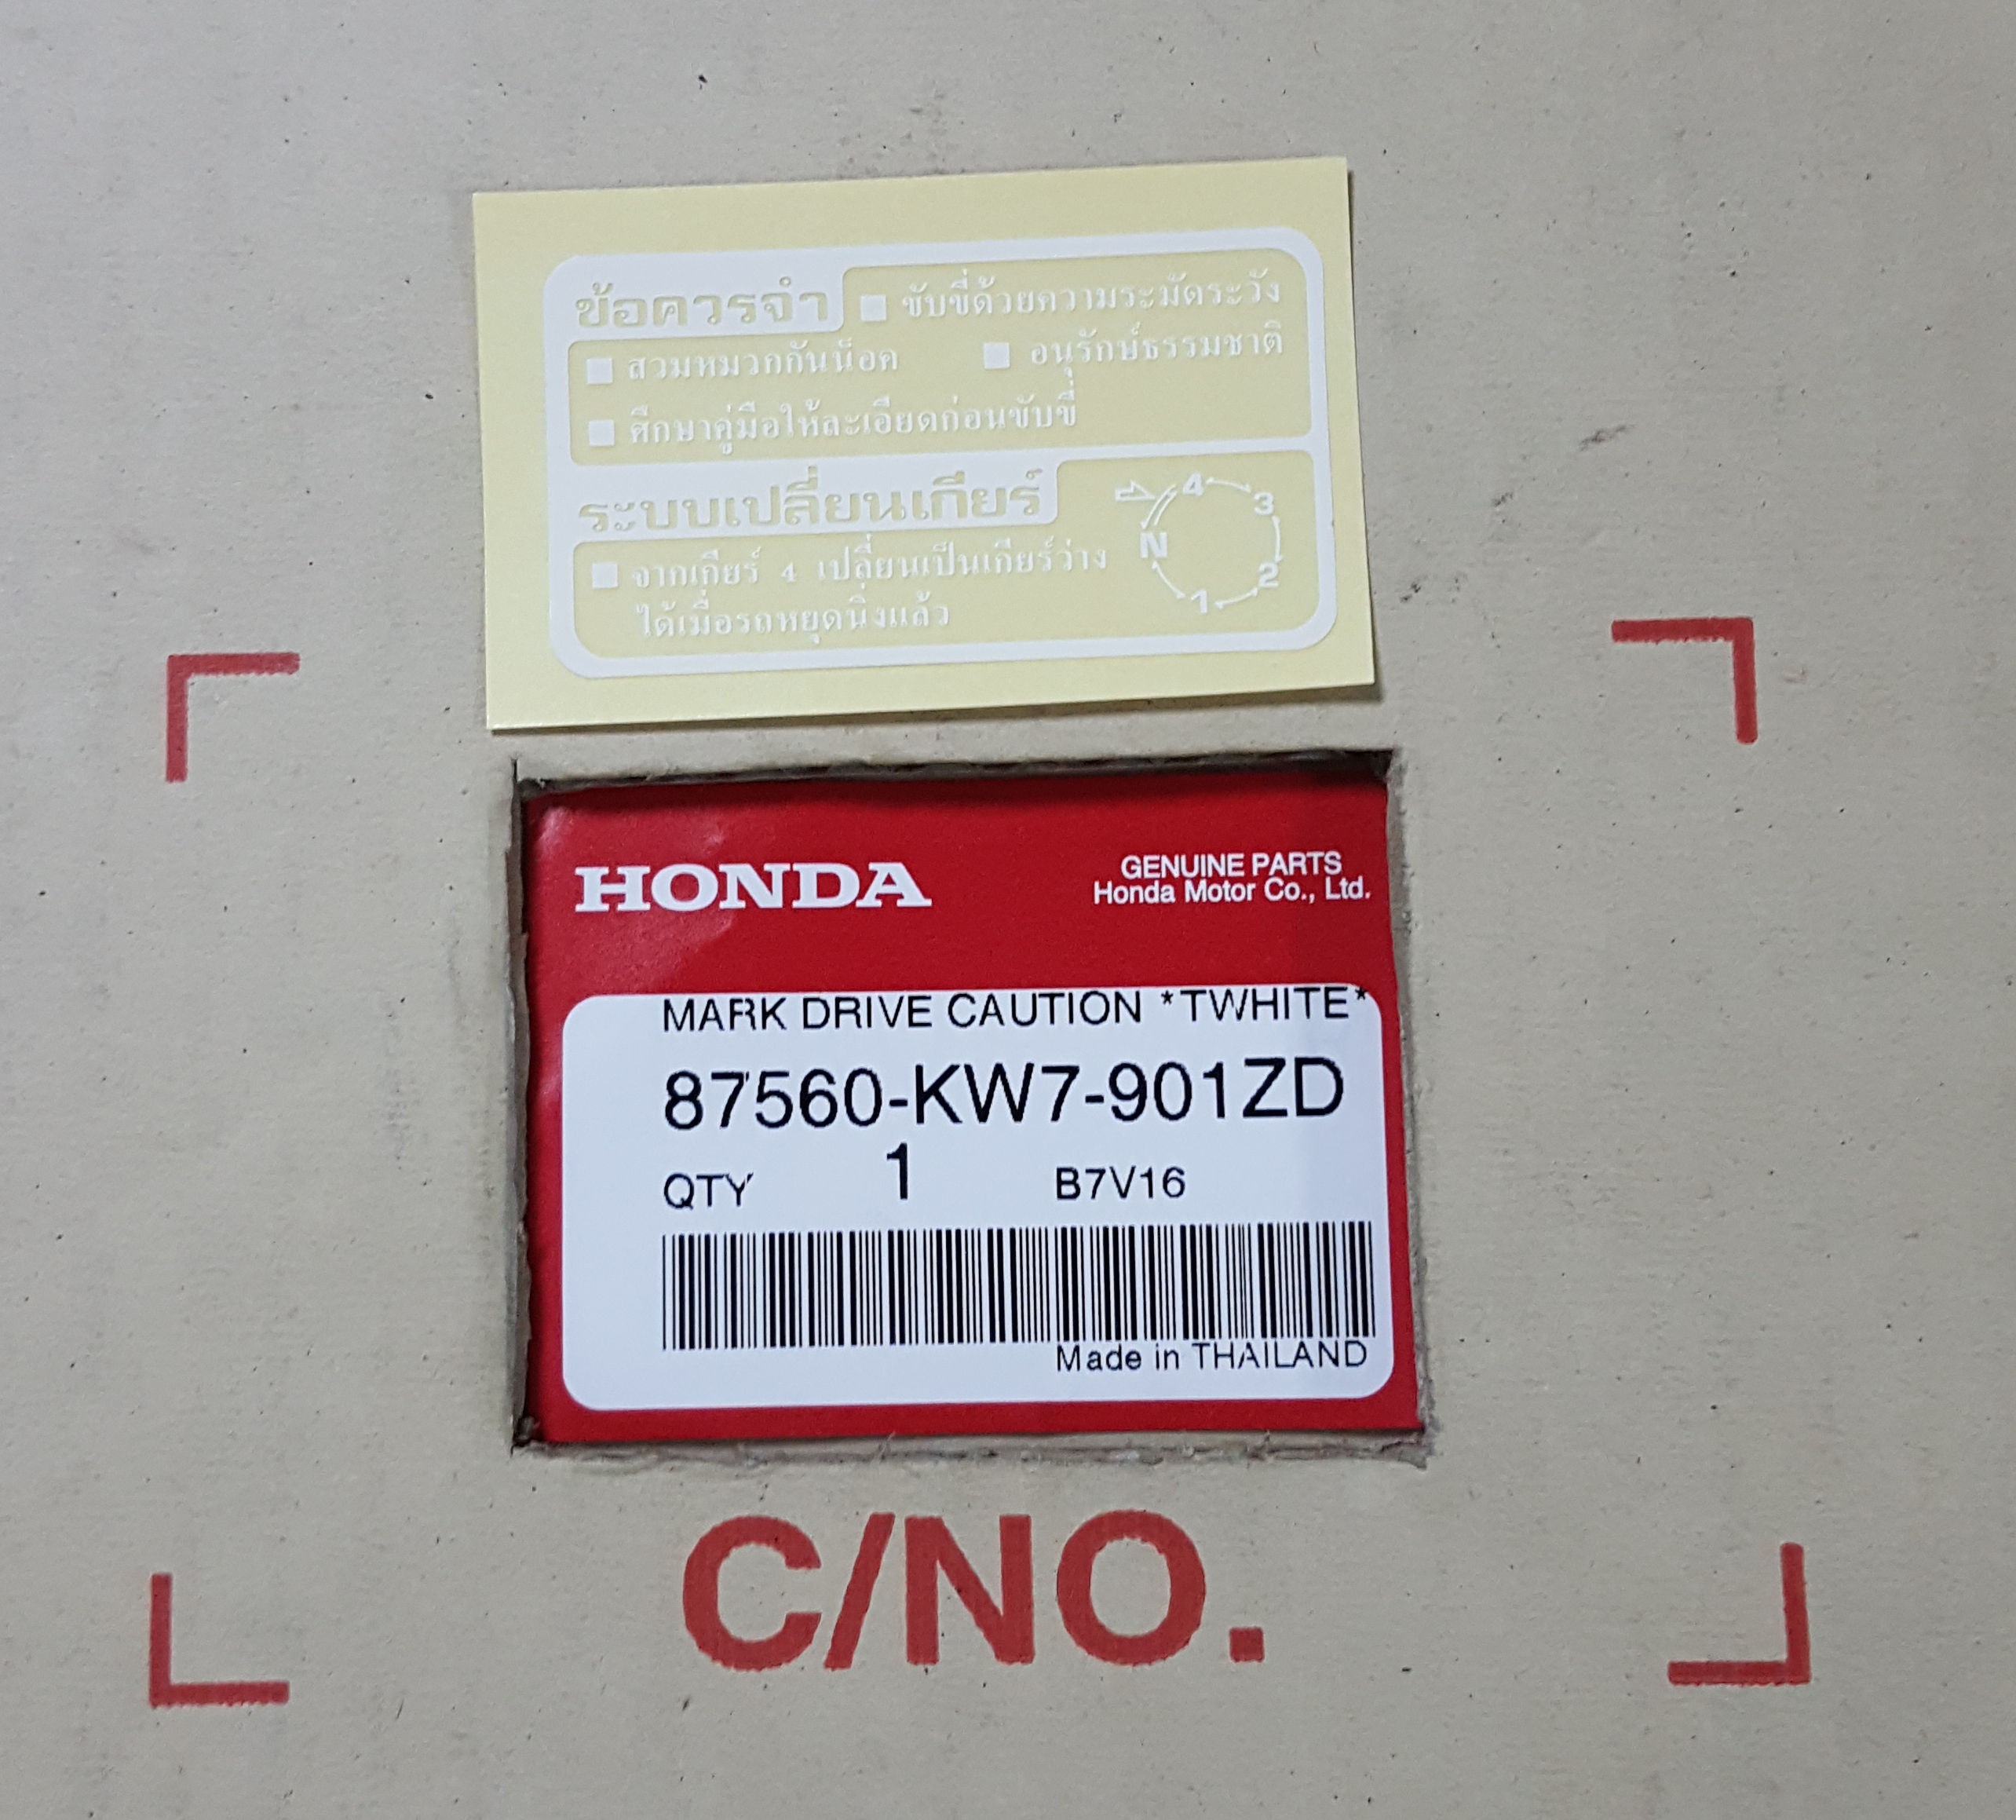 ข้อควรจำ ■ ขับขี่ด้วยความระมัดระวัง
■ สวมหมวกกันน็อค ■ อนุรักษ์ธรรมชาติ
■ ศึกษาคู่มือให้ละเอียดก่อนขับขี่
ระบบเปลี่ยนเกียร์
■ จากเกียร์ 4 เปลี่ยนเป็นเกียร์ว่าง
ได้เมื่อรถหยุดนิ่งแล้ว
4 3
N
2
1
HONDA
GENUINE PARTS
Honda Motor Co., Ltd.
MARK DRIVE CAUTION *TWHITE*
87560-KW7-901ZD
QTY 1 B7V16
Made in THAILAND
C/NO.